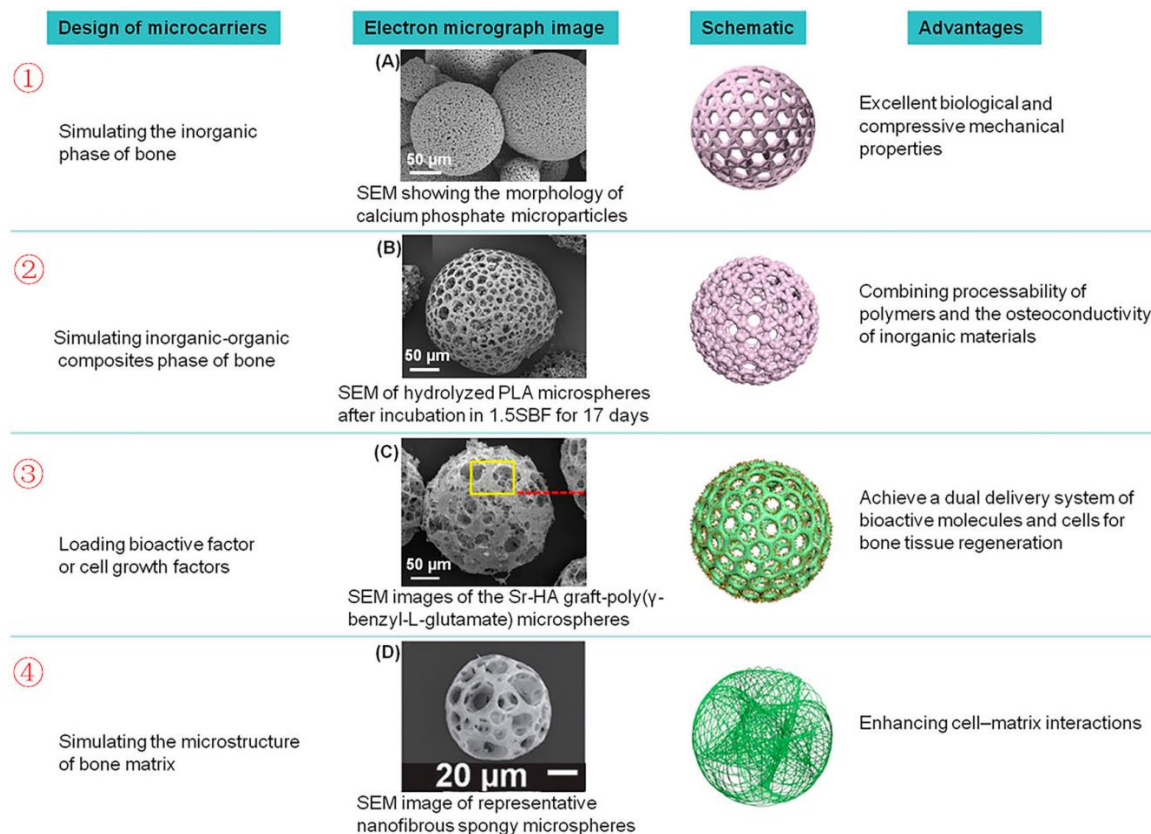 Design of microcarriers
Electron micrograph image
Schematic
Advantages
①
Simulating the inorganic
phase of bone
(A)
50 µm
SEM showing the morphology of
calcium phosphate microparticles
Excellent biological and
compressive mechanical
properties
②
Simulating inorganic-organic
composites phase of bone
(B)
50 µm
SEM of hydrolyzed PLA microspheres
after incubation in 1.5SBF for 17 days
Combining processability of
polymers and the osteoconductivity
of inorganic materials
③
Loading bioactive factor
or cell growth factors
(C)
50 µm
SEM images of the Sr-HA graft-poly(γ-
benzyl-L-glutamate) microspheres
Achieve a dual delivery system of
bioactive molecules and cells for
bone tissue regeneration
④
Simulating the microstructure
of bone matrix
(D)
20 µm
SEM image of representative
nanofibrous spongy microspheres
Enhancing cell–matrix interactions